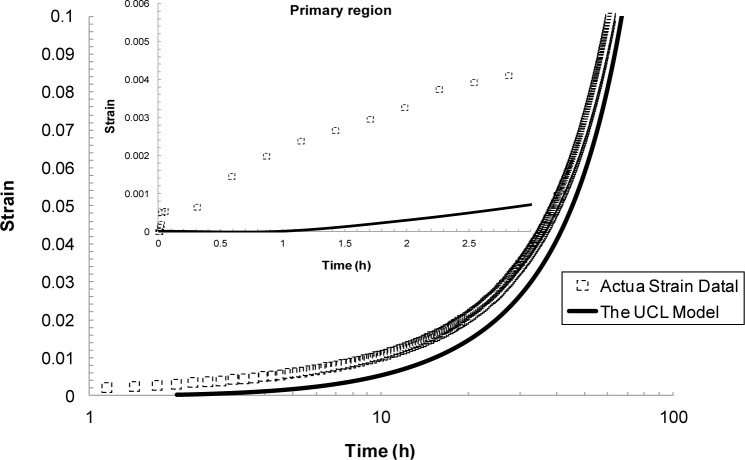 Primary region
0.006
0.005
0.004
0.003
0.002
0.001
0
Strain
0 0.5 1 1.5 2 2.5
Time (h)
0.1
0.09
0.08
0.07
0.06
0.05
0.04
0.03
0.02
0.01
0
Strain
Actua Strain Datal
The UCL Model
1 10 100
Time (h)